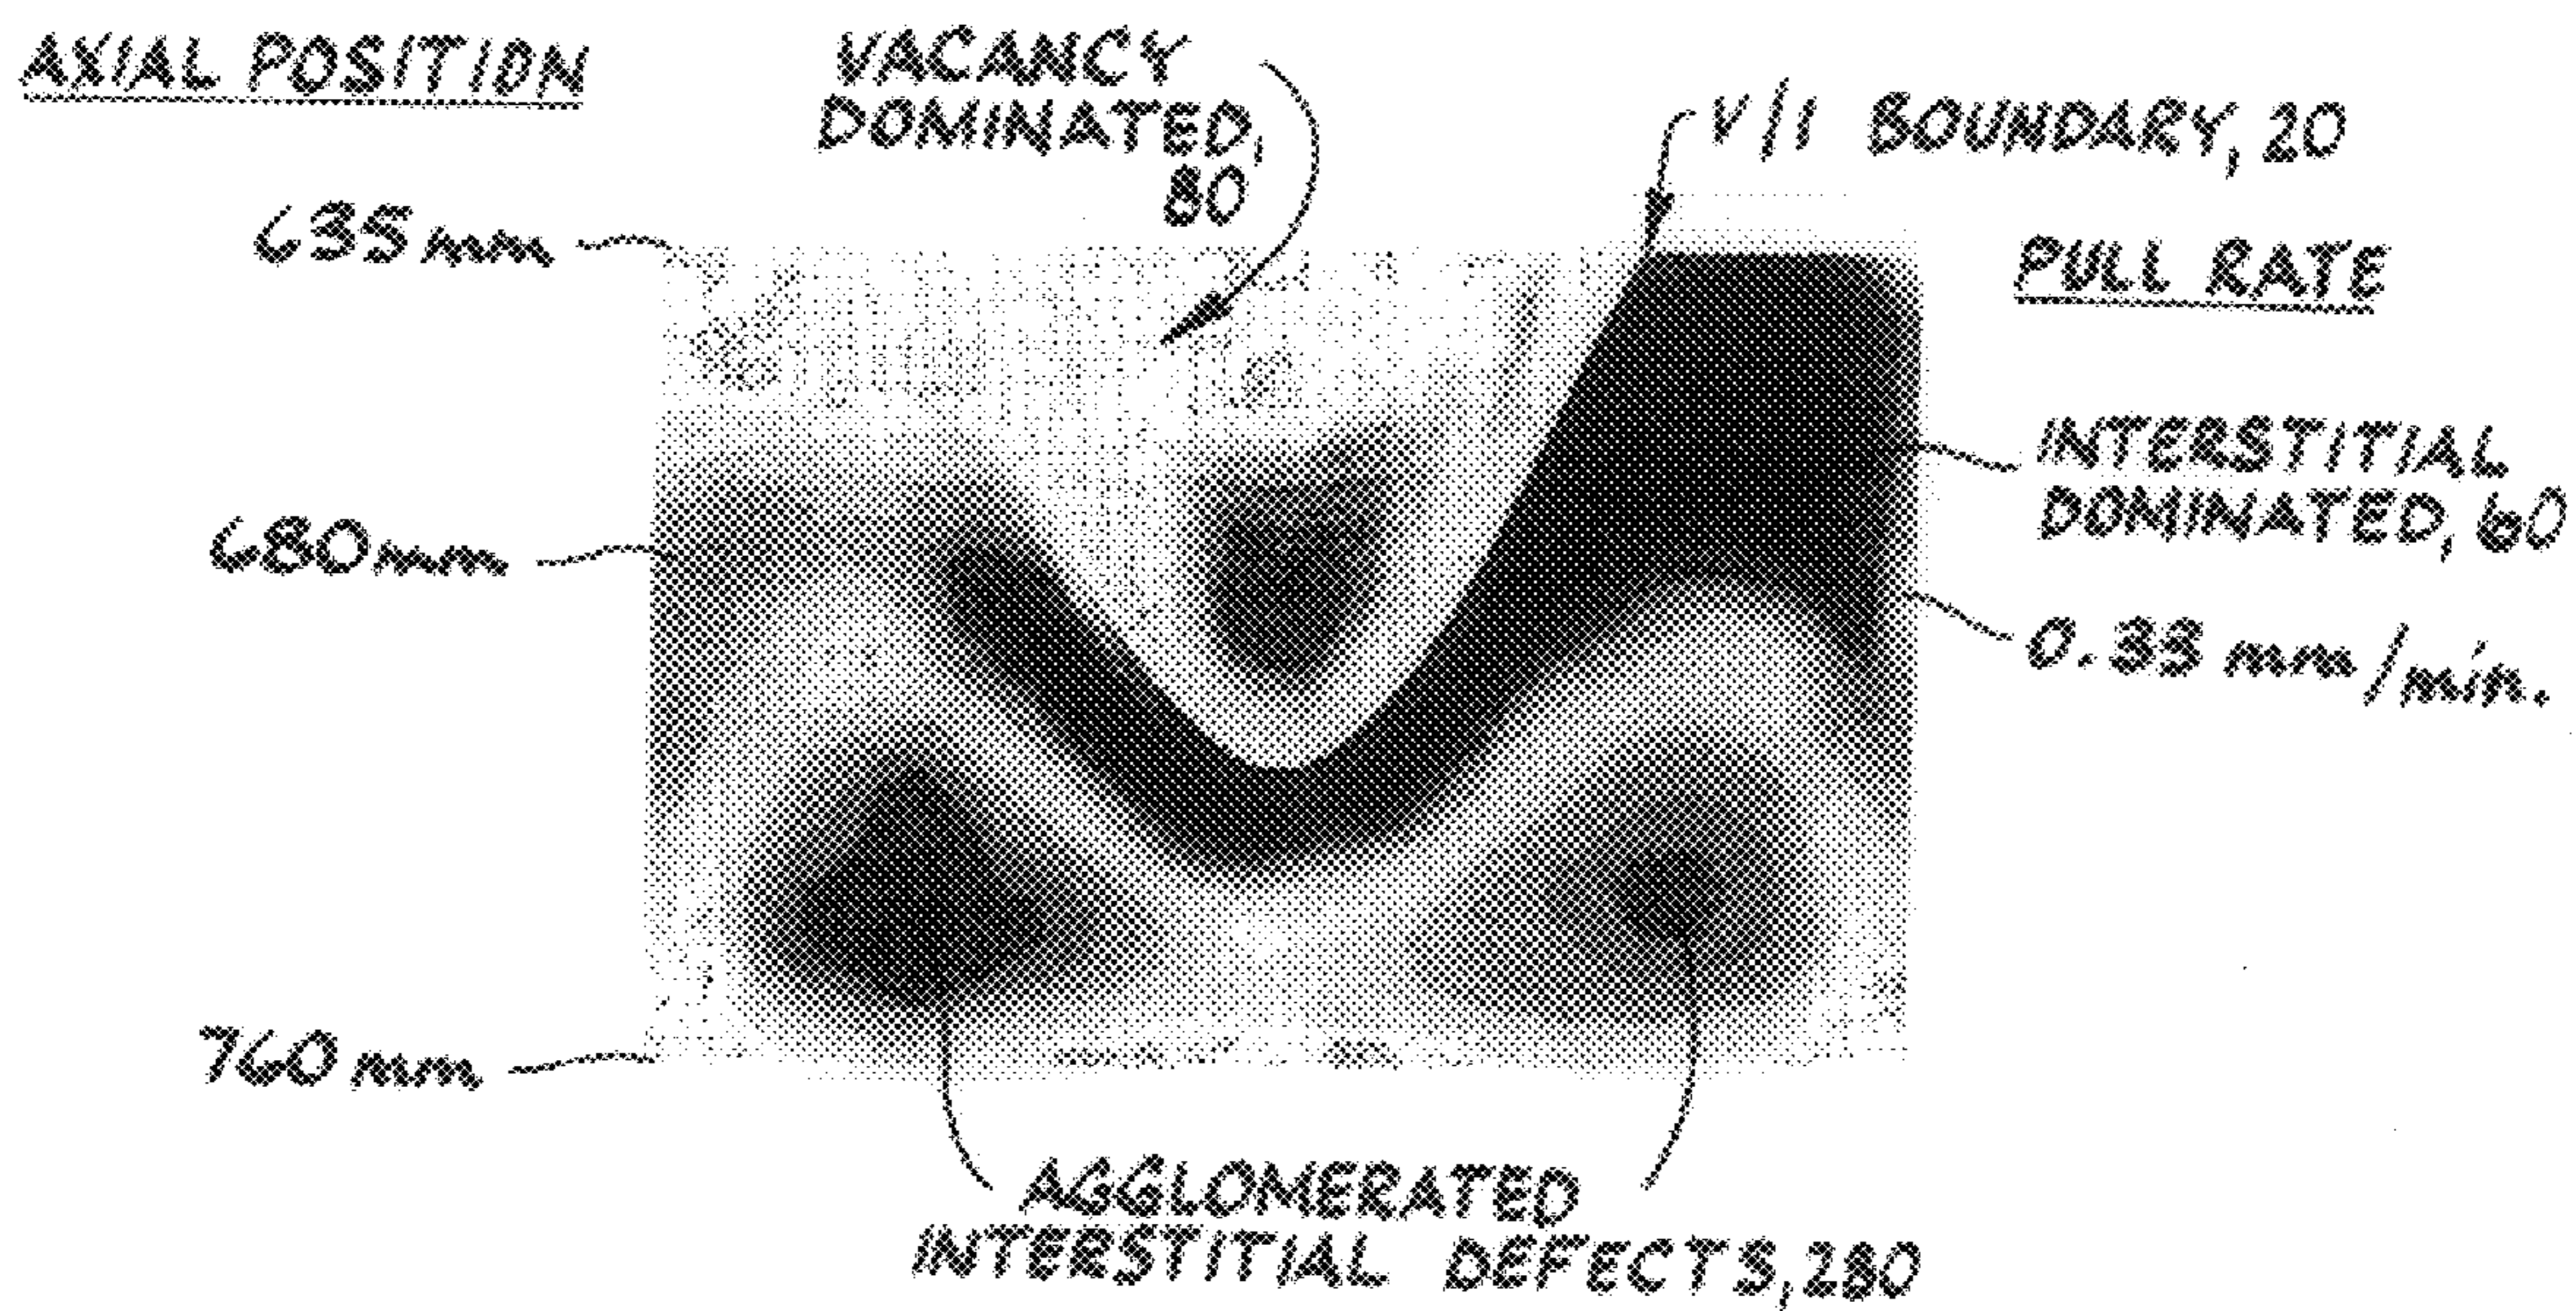 AXIAL POSITION
VACANCY
DOMINATED,
80
V/I BOUNDARY, 20
635 mm
PULL RATE
INTERSTITIAL
DOMINATED, 60
680 mm
0.33 mm/min.
760 mm
AGGLOMERATED
INTERSTITIAL DEFECTS, 280